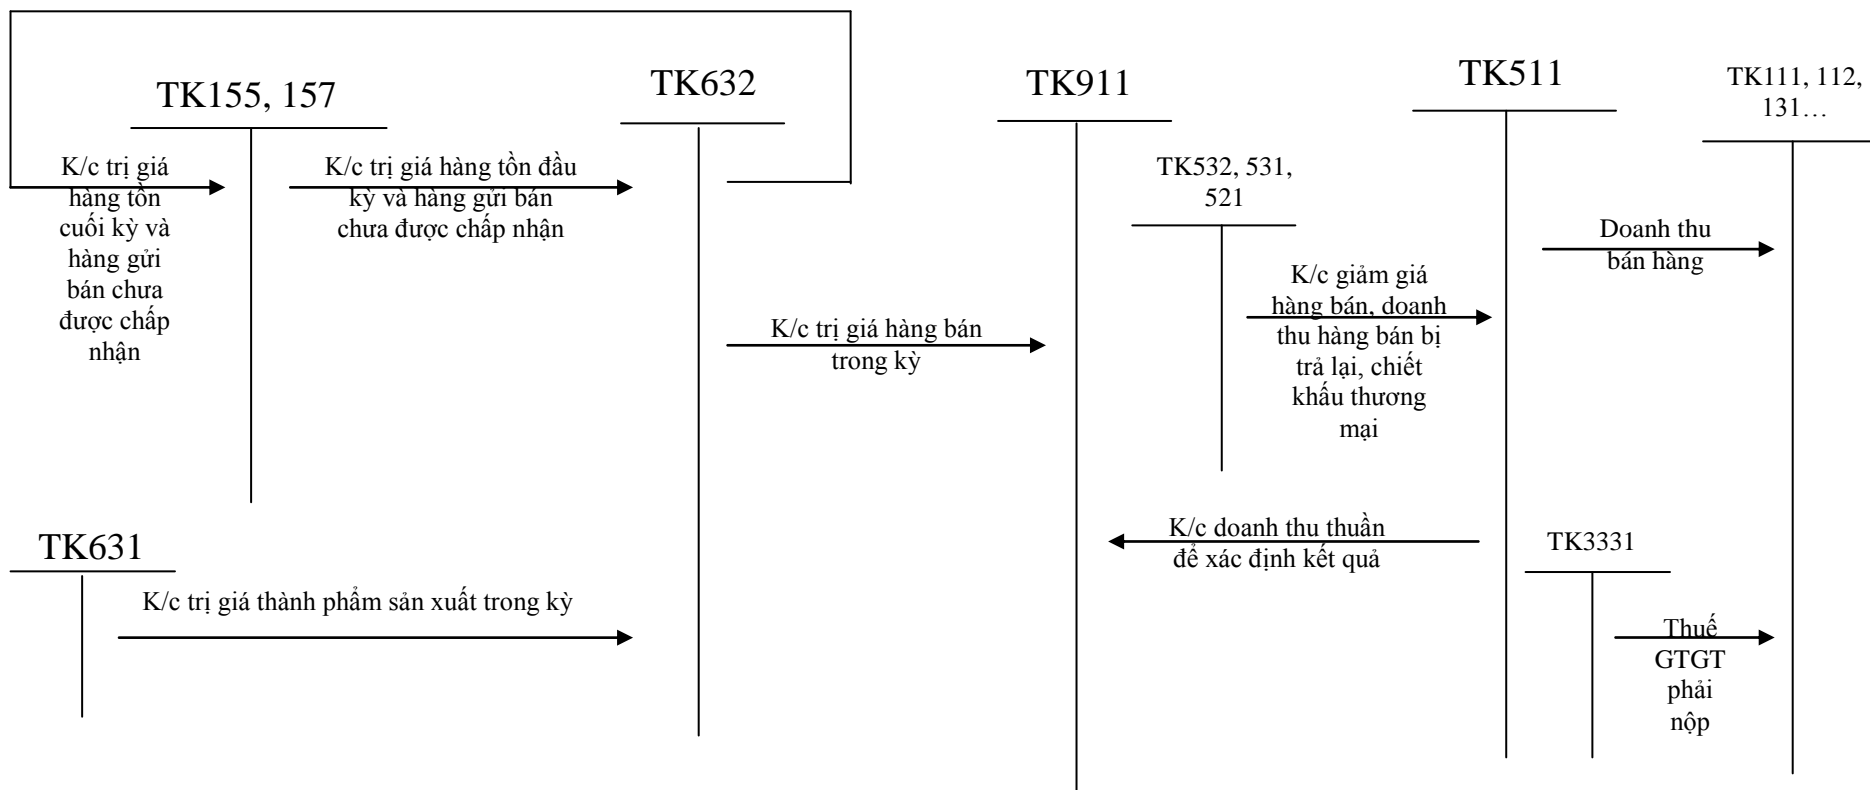 TK155, 157
TK632
TK911
TK511
TK111, 112,
131…
K/c trị giá
hàng tồn
cuối kỳ và
hàng gửi
bán chưa
được chấp
nhận
K/c trị giá hàng tồn đầu
kỳ và hàng gửi bán
chưa được chấp nhận
TK532, 531,
521
Doanh thu
bán hàng
K/c giảm giá
hàng bán, doanh
thu hàng bán bị
trả lại, chiết
khấu thương
mại
K/c trị giá hàng bán
trong kỳ
K/c doanh thu thuần
để xác định kết quả
TK631
TK3331
K/c trị giá thành phẩm sản xuất trong kỳ
Thuế
GTGT
phải
nộp